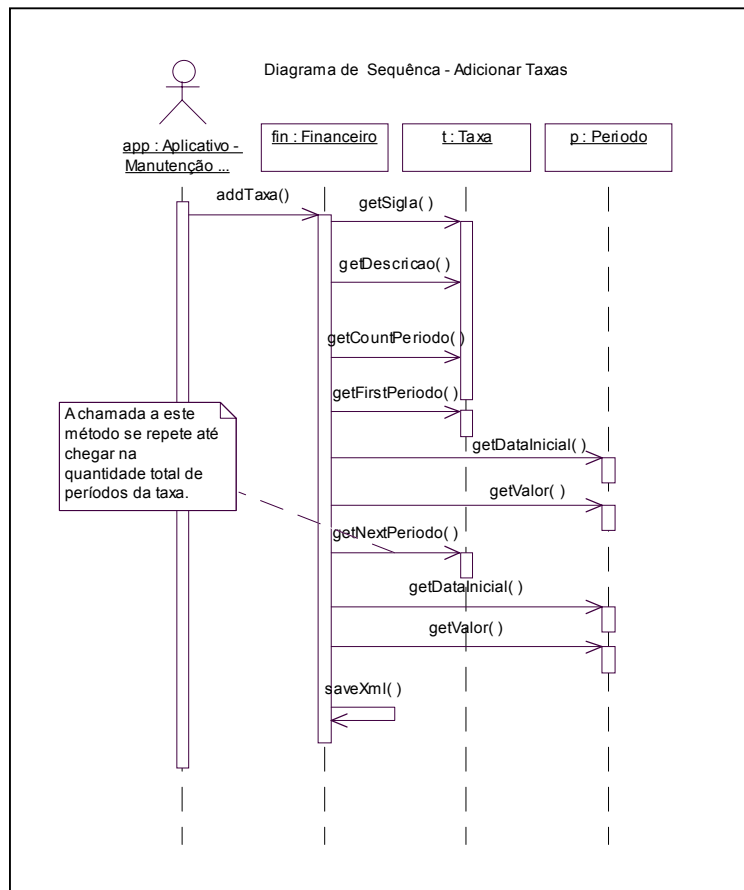 Diagrama de Sequênca - Adicionar Taxas
app : Aplicativo -
Manutenção ...
fin : Financeiro
t : Taxa
p : Periodo
addTaxa()
getSigla( )
getDescricao( )
getCountPeriodo( )
getFirstPeriodo( )
A chamada a este
método se repete até
chegar na
quantidade total de
períodos da taxa.
getDataInicial( )
getValor( )
getNextPeriodo( )
getDataInicial( )
getValor( )
saveXml( )